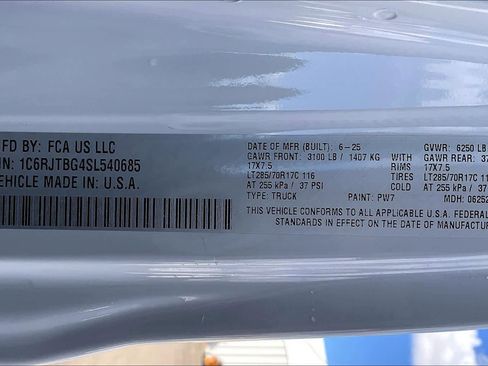 MFD BY: FCA US LLC
IN: 1C6RJTBG4SL540685
VEHICLE MADE IN: U.S.A.
DATE OF MFR (BUILT): 6-25 GVWR: 6250 LB
GAWR FRONT: 3100 LB / 1407 KG WITH GAWR REAR: 37
17X7.5 RIMS 17X7.5
LT285/70R17C 116 TIRES LT285/70R17C 11
AT 255 kPa / 37 PSI COLD AT 255 kPa / 37
TYPE: TRUCK PAINT: PW7 MDH: 06252
THIS VEHICLE CONFORMS TO ALL APPLICABLE U.S.A. FEDERAL
STANDARDS IN EFFECT ON THE DATE OF MANUF